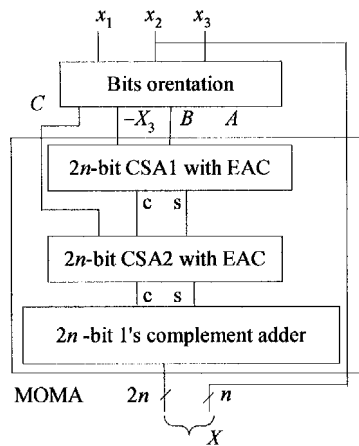 x1 x2 x3
Bits orentation
C −X3 B A
2n-bit CSA1 with EAC
c s
2n-bit CSA2 with EAC
c s
2n -bit 1's complement adder
MOMA 2n n
X